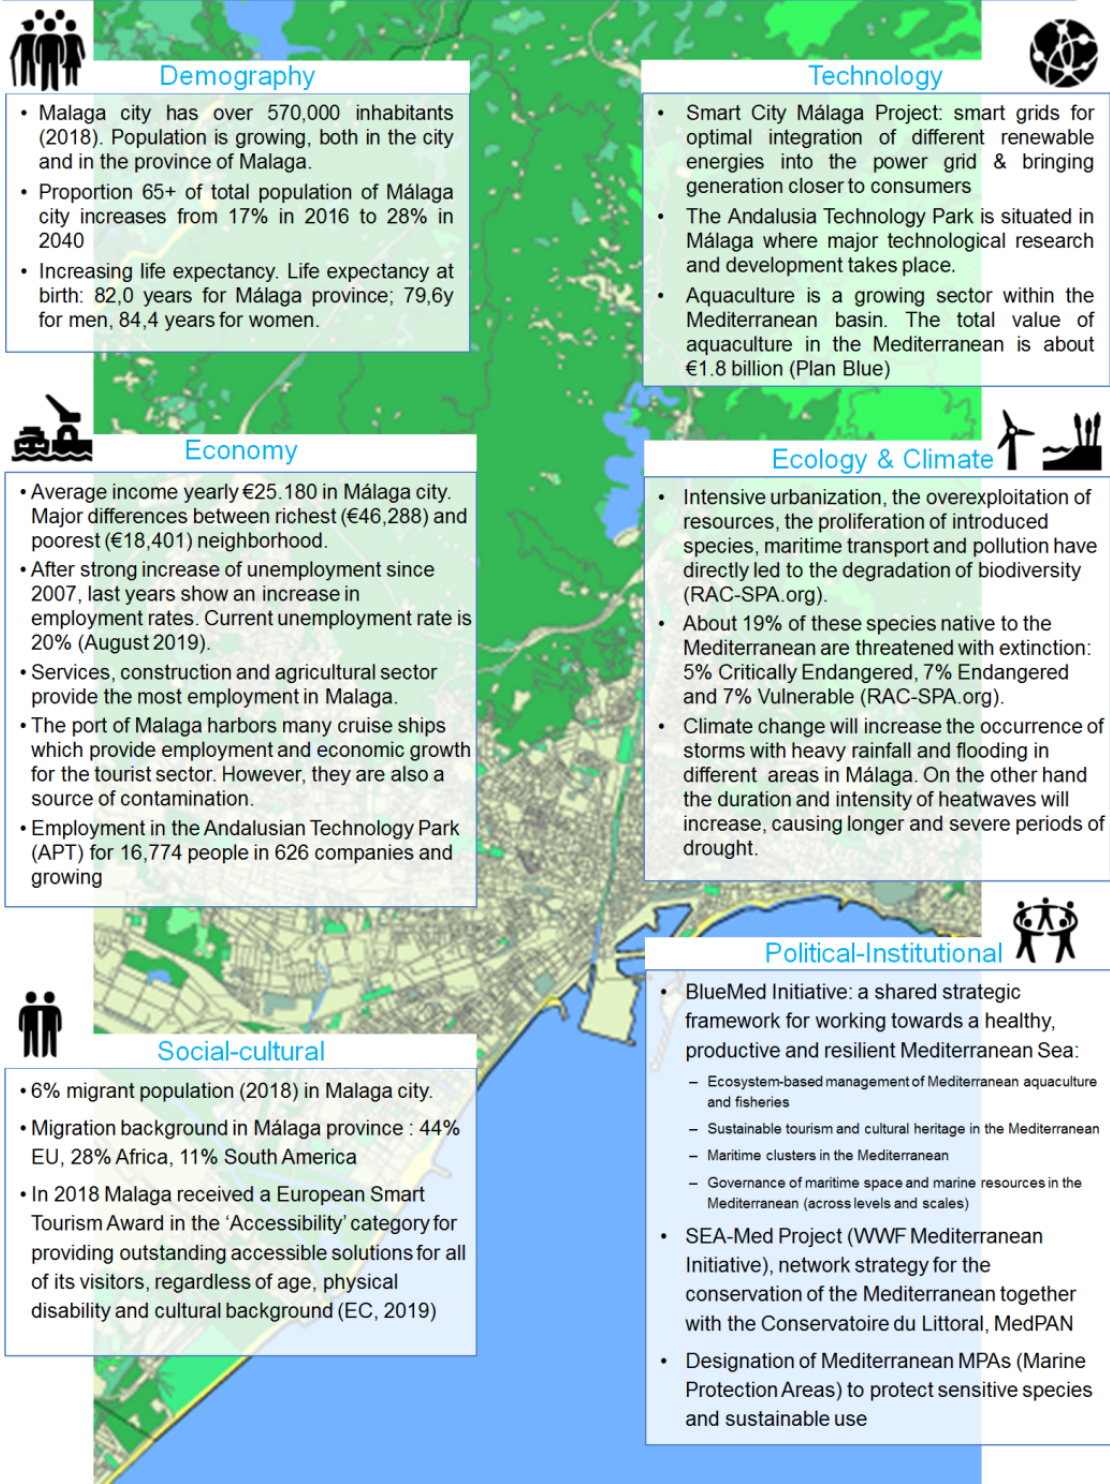 Demography
• Malaga city has over 570,000 inhabitants
(2018). Population is growing, both in the city
and in the province of Malaga.
• Proportion 65+ of total population of Málaga
city increases from 17% in 2016 to 28% in
2040
• Increasing life expectancy. Life expectancy at
birth: 82,0 years for Málaga province; 79,6y
for men, 84,4 years for women.
Technology
• Smart City Málaga Project: smart grids for
optimal integration of different renewable
energies into the power grid & bringing
generation closer to consumers
• The Andalusia Technology Park is situated in
Málaga where major technological research
and development takes place.
• Aquaculture is a growing sector within the
Mediterranean basin. The total value of
aquaculture in the Mediterranean is about
€1.8 billion (Plan Blue)
Economy
• Average income yearly €25.180 in Málaga city.
Major differences between richest (€46,288) and
poorest (€18,401) neighborhood.
• After strong increase of unemployment since
2007, last years show an increase in
employment rates. Current unemployment rate is
20% (August 2019).
• Services, construction and agricultural sector
provide the most employment in Malaga.
• The port of Malaga harbors many cruise ships
which provide employment and economic growth
for the tourist sector. However, they are also a
source of contamination.
• Employment in the Andalusian Technology Park
(APT) for 16,774 people in 626 companies and
growing
Ecology & Climate
• Intensive urbanization, the overexploitation of
resources, the proliferation of introduced
species, maritime transport and pollution have
directly led to the degradation of biodiversity
(RAC-SPA.org).
• About 19% of these species native to the
Mediterranean are threatened with extinction:
5% Critically Endangered, 7% Endangered
and 7% Vulnerable (RAC-SPA.org).
• Climate change will increase the occurrence of
storms with heavy rainfall and flooding in
different areas in Málaga. On the other hand
the duration and intensity of heatwaves will
increase, causing longer and severe periods of
drought.
Social-cultural
• 6% migrant population (2018) in Malaga city.
• Migration background in Málaga province : 44%
EU, 28% Africa, 11% South America
• In 2018 Malaga received a European Smart
Tourism Award in the ‘Accessibility’ category for
providing outstanding accessible solutions for all
of its visitors, regardless of age, physical
disability and cultural background (EC, 2019)
Political-Institutional
• BlueMed Initiative: a shared strategic
framework for working towards a healthy,
productive and resilient Mediterranean Sea:
– Ecosystem-based management of Mediterranean aquaculture
and fisheries
– Sustainable tourism and cultural heritage in the Mediterranean
– Maritime clusters in the Mediterranean
– Governance of maritime space and marine resources in the
Mediterranean (across levels and scales)
• SEA-Med Project (WWF Mediterranean
Initiative), network strategy for the
conservation of the Mediterranean together
with the Conservatoire du Littoral, MedPAN
• Designation of Mediterranean MPAs (Marine
Protection Areas) to protect sensitive species
and sustainable use